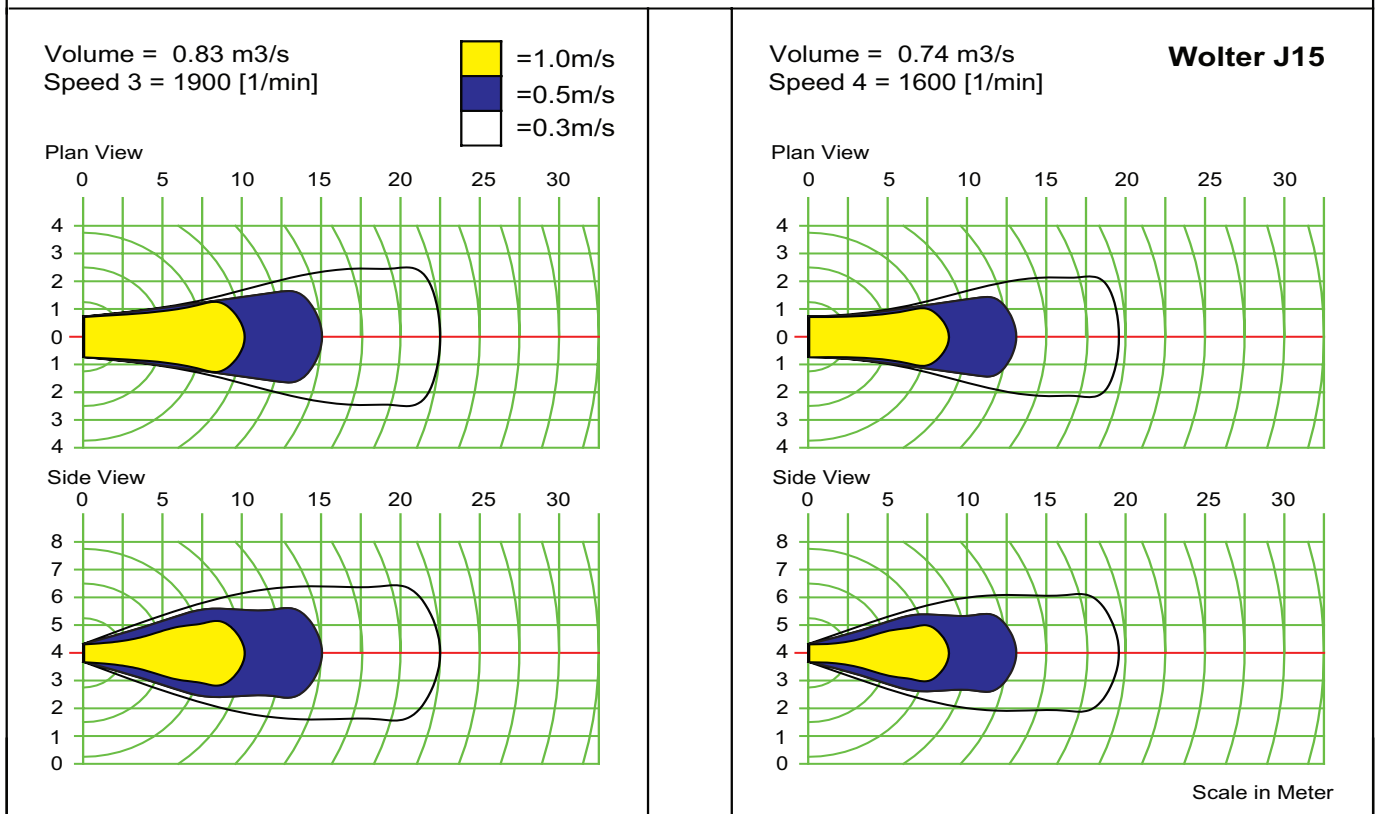 Volume = 0.83 m3/s
Speed 3 = 1900 [1/min]
=1.0m/s
=0.5m/s
=0.3m/s
Plan View
0 5 10 15 20 25 30
4
3
2
1
0
1
2
3
4
Side View
0 5 10 15 20 25 30
8
7
6
5
4
3
2
1
0
Volume = 0.74 m3/s
Speed 4 = 1600 [1/min]
Wolter J15
Plan View
0 5 10 15 20 25 30
4
3
2
1
0
1
2
3
4
Side View
0 5 10 15 20 25 30
8
7
6
5
4
3
2
1
0
Scale in Meter